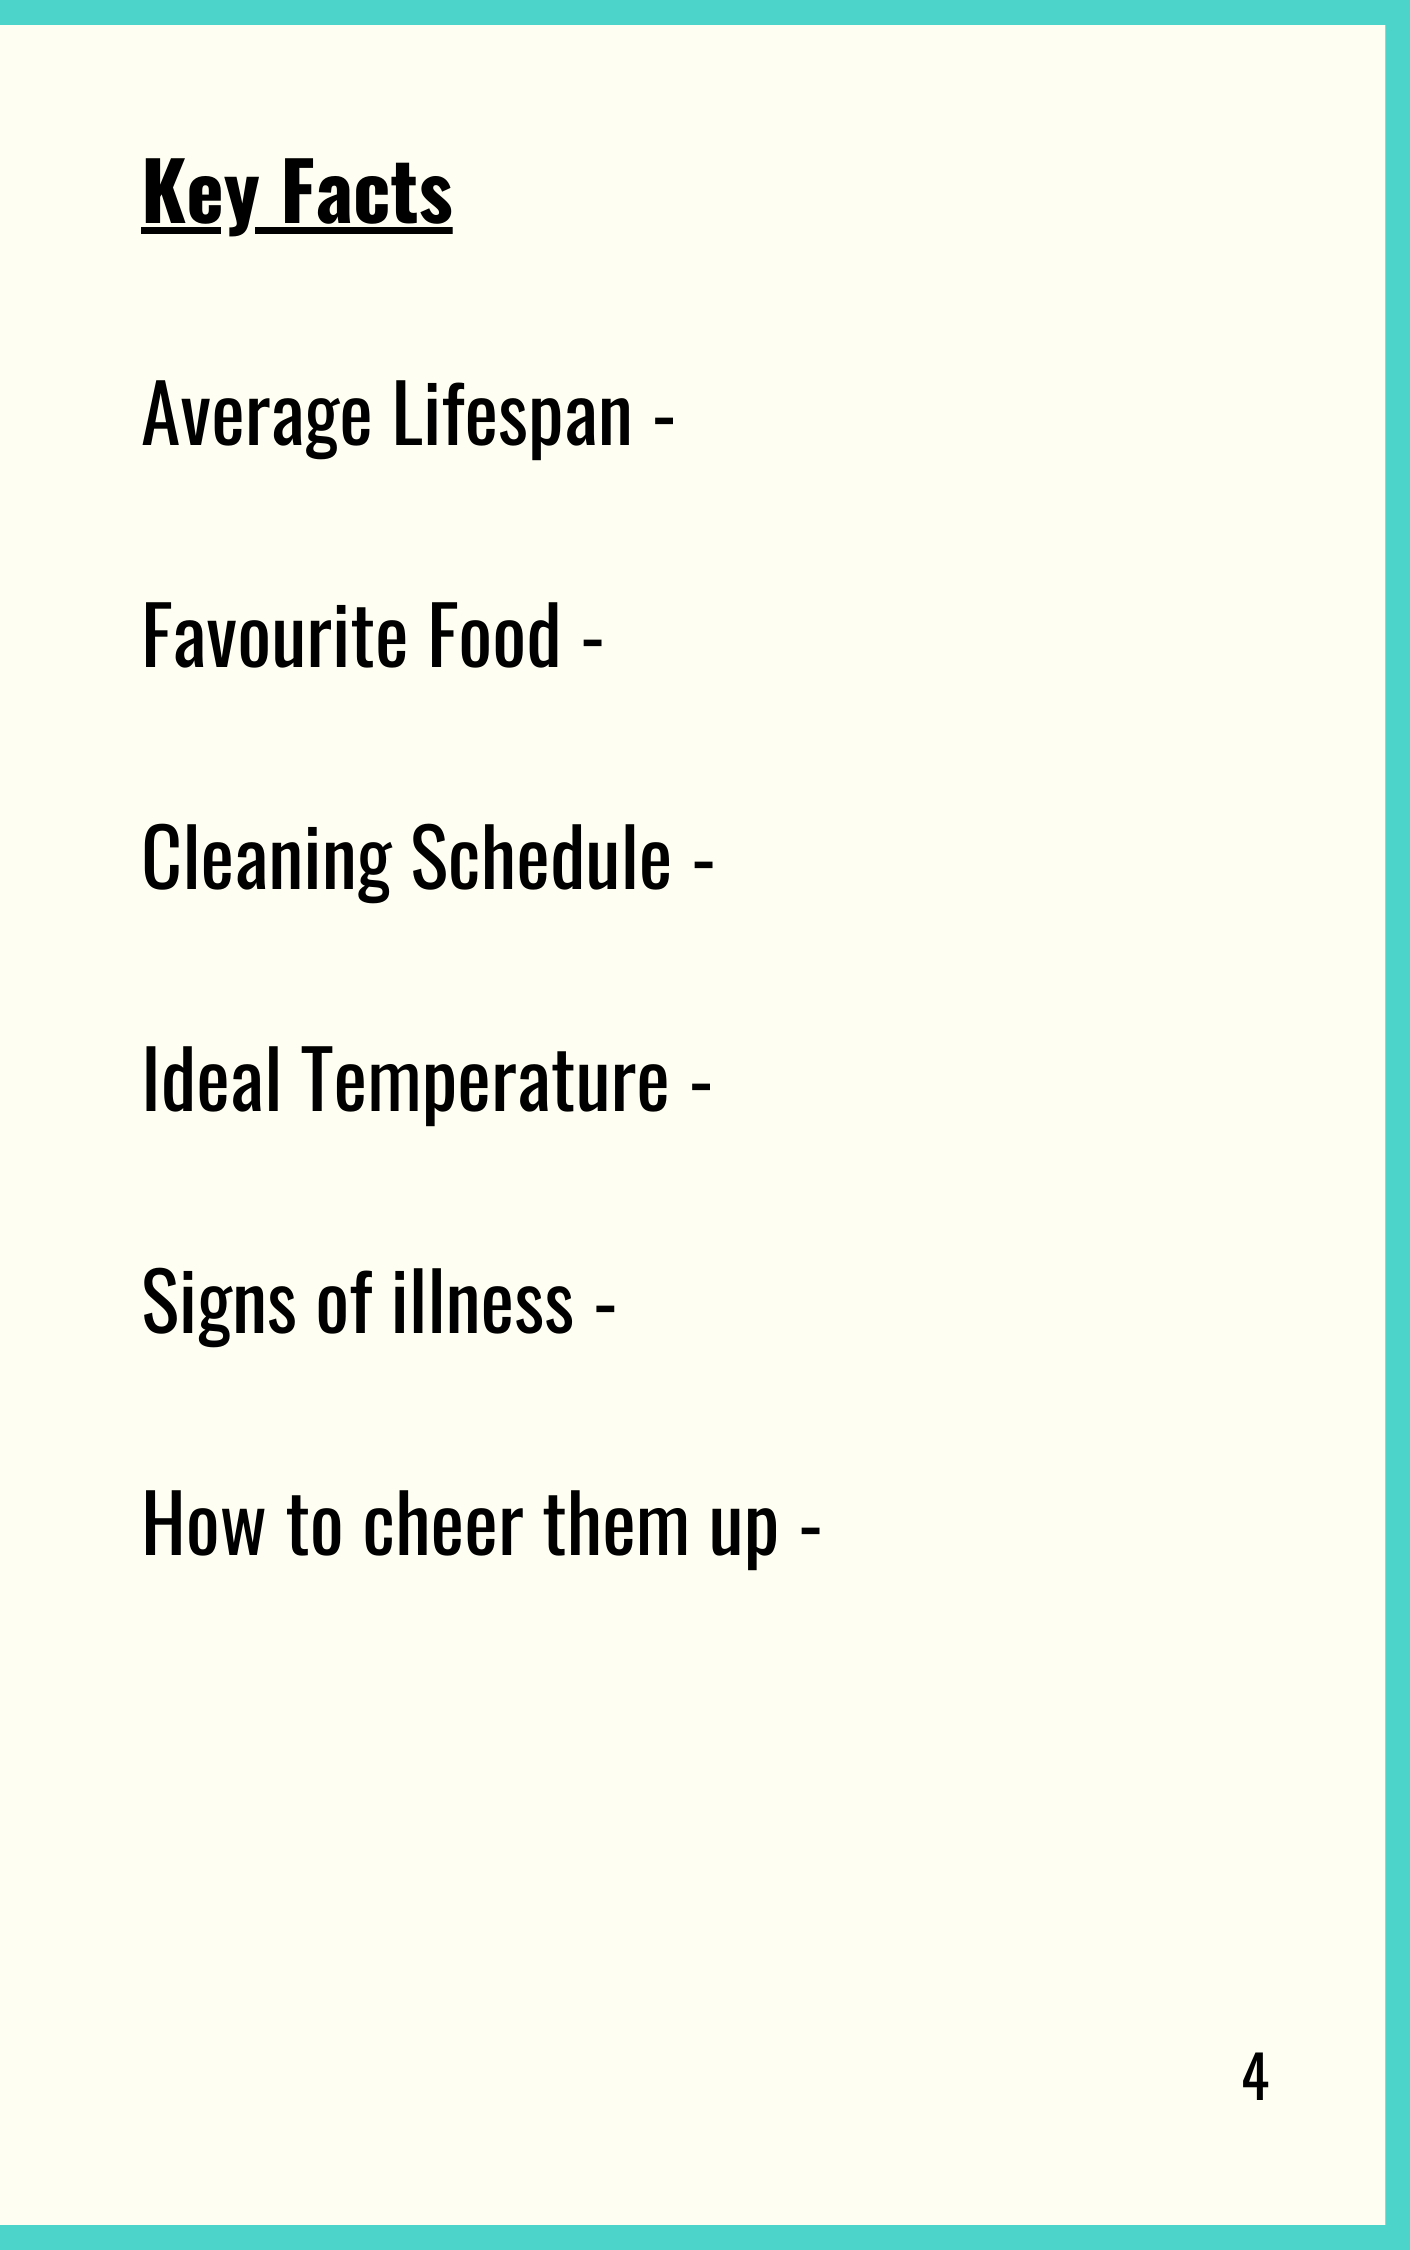 Key Facts
Average Lifespan -
Favourite Food -
Cleaning Schedule -
Ideal Temperature -
Signs of illness -
How to cheer them up -
4